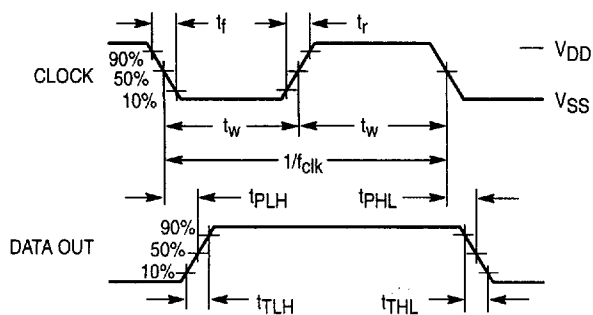 tf
tr
VDD
90%
CLOCK
50%
10%
VSS
tw
tw
1/fclk
tPLH
tPHL
90%
DATA OUT
50%
10%
tTLH
tTHL